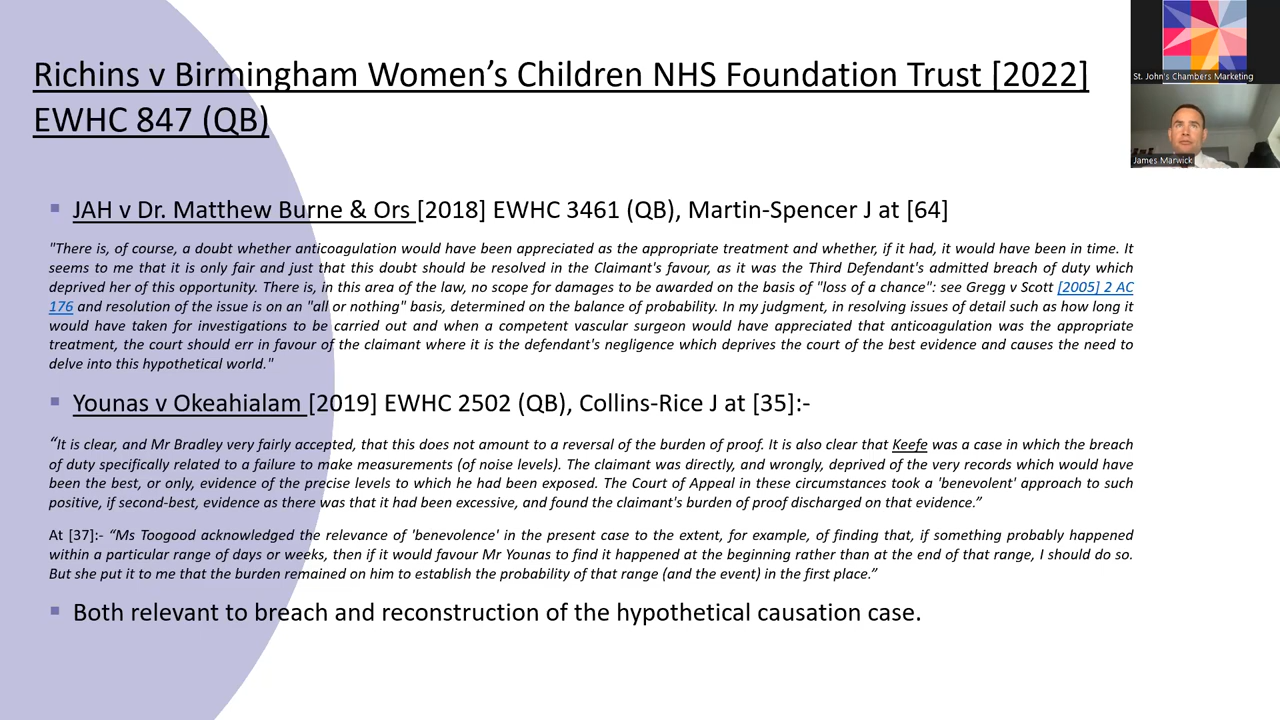 Richins v Birmingham Women's Children NHS Foundation Trust [2022]
EWHC 847 (QB)
St. John's Chambers Marketing
James Marwick
▪ JAH v Dr. Matthew Burne & Ors [2018] EWHC 3461 (QB), Martin-Spencer J at [64]
"There is, of course, a doubt whether anticoagulation would have been appreciated as the appropriate treatment and whether, if it had, it would have been in time. It
seems to me that it is only fair and just that this doubt should be resolved in the Claimant's favour, as it was the Third Defendant's admitted breach of duty which
deprived her of this opportunity. There is, in this area of the law, no scope for damages to be awarded on the basis of "loss of a chance": see Gregg v Scott [2005] 2 AC
176 and resolution of the issue is on an "all or nothing" basis, determined on the balance of probability. In my judgment, in resolving issues of detail such as how long it
would have taken for investigations to be carried out and when a competent vascular surgeon would have appreciated that anticoagulation was the appropriate
treatment, the court should err in favour of the claimant where it is the defendant's negligence which deprives the court of the best evidence and causes the need to
delve into this hypothetical world."
▪ Younas v Okeahialam [2019] EWHC 2502 (QB), Collins-Rice J at [35]:-
“It is clear, and Mr Bradley very fairly accepted, that this does not amount to a reversal of the burden of proof. It is also clear that Keefe was a case in which the breach
of duty specifically related to a failure to make measurements (of noise levels). The claimant was directly, and wrongly, deprived of the very records which would have
been the best, or only, evidence of the precise levels to which he had been exposed. The Court of Appeal in these circumstances took a 'benevolent' approach to such
positive, if second-best, evidence as there was that it had been excessive, and found the claimant's burden of proof discharged on that evidence.”
At [37]:- “Ms Toogood acknowledged the relevance of 'benevolence' in the present case to the extent, for example, of finding that, if something probably happened
within a particular range of days or weeks, then if it would favour Mr Younas to find it happened at the beginning rather than at the end of that range, I should do so.
But she put it to me that the burden remained on him to establish the probability of that range (and the event) in the first place.”
▪ Both relevant to breach and reconstruction of the hypothetical causation case.